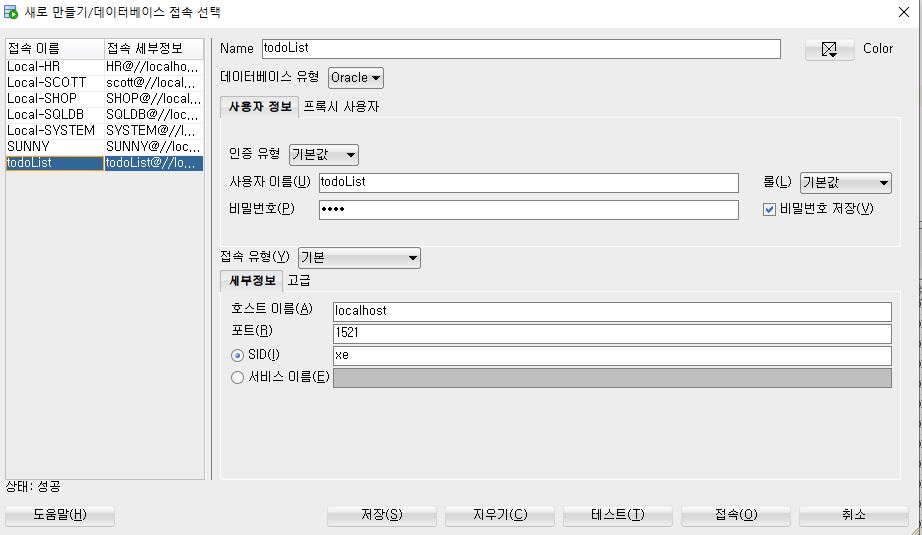 새로 만들기/데이터베이스 접속 선택
접속 이름 접속 세부정보
Local-HR HR@//localho...
Local-SCOTT scott@//local...
Local-SHOP SHOP@//local...
Local-SQLDB SQLDB@//loc...
Local-SYSTEM SYSTEM@//l...
SUNNY SUNNY@//loc...
todoList todoList@//lo...
Name todoList Color
데이터베이스 유형 Oracle
사용자 정보 프록시 사용자
인증 유형 기본값
사용자 이름(U) todoList 롤(L) 기본값
비밀번호(P) •••• 비밀번호 저장(V)
접속 유형(Y) 기본
세부정보 고급
호스트 이름(A) localhost
포트(R) 1521
SID(I) xe
서비스 이름(E)
상태: 성공
도움말(H) 저장(S) 지우기(C) 테스트(T) 접속(O) 취소